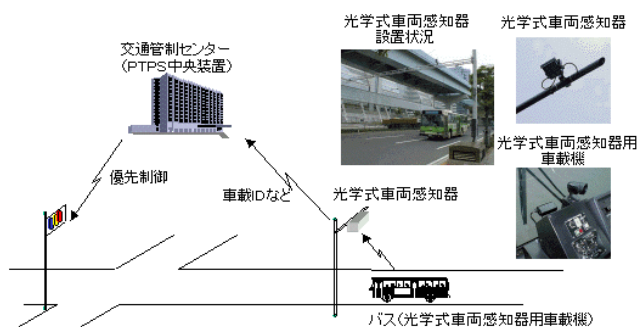 光学式車両感知器
設置状況
光学式車両感知器
交通管制センター
(PTPS中央装置)
光学式車両感知器用
車載機
優先制御
車載IDなど
光学式車両感知器
バス(光学式車両感知器用車載機)